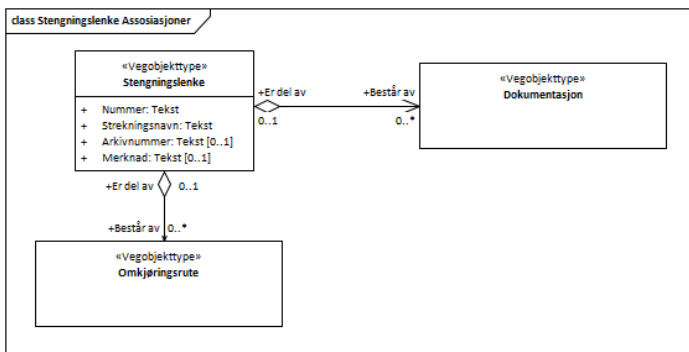 class Stengningslenke Assosiasjoner
«Vegobjekttype»
Stengningslenke
+ Nummer: Tekst
+ Strekningsnavn: Tekst
+ Arkivnummer: Tekst [0..1]
+ Merknad: Tekst [0..1]
+Er del av
0..1
+Består av
0..*
«Vegobjekttype»
Dokumentasjon
+Er del av 0..1
+Består av 0..*
«Vegobjekttype»
Omkjøringsrute